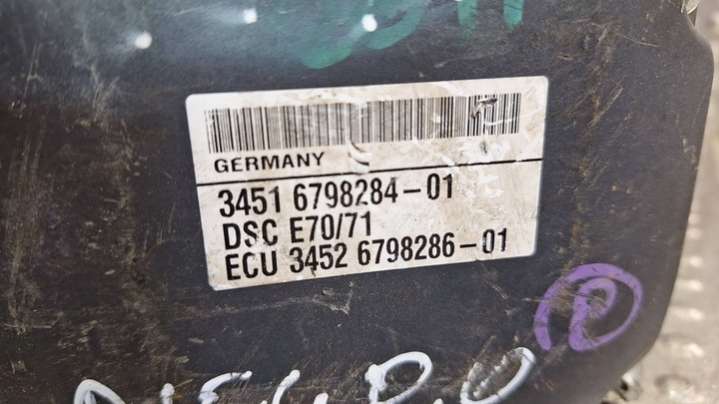 GERMANY
3451 6798284-01
DSC E70/71
ECU 3452 6798286-01
P